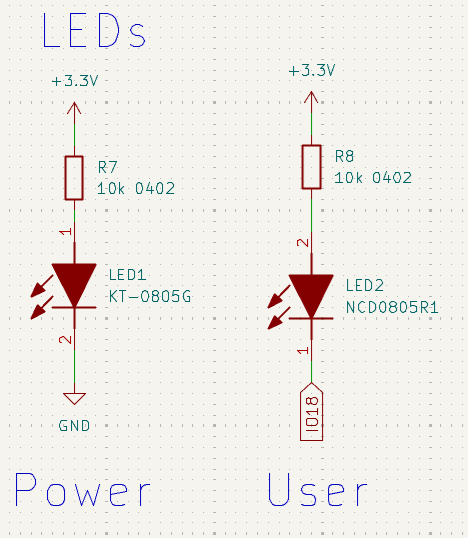 LEDs
+3.3V
R7
10k 0402
1
LED1
KT-0805G
2
GND
Power
+3.3V
R8
10k 0402
2
LED2
NCD0805R1
1
IO18
User